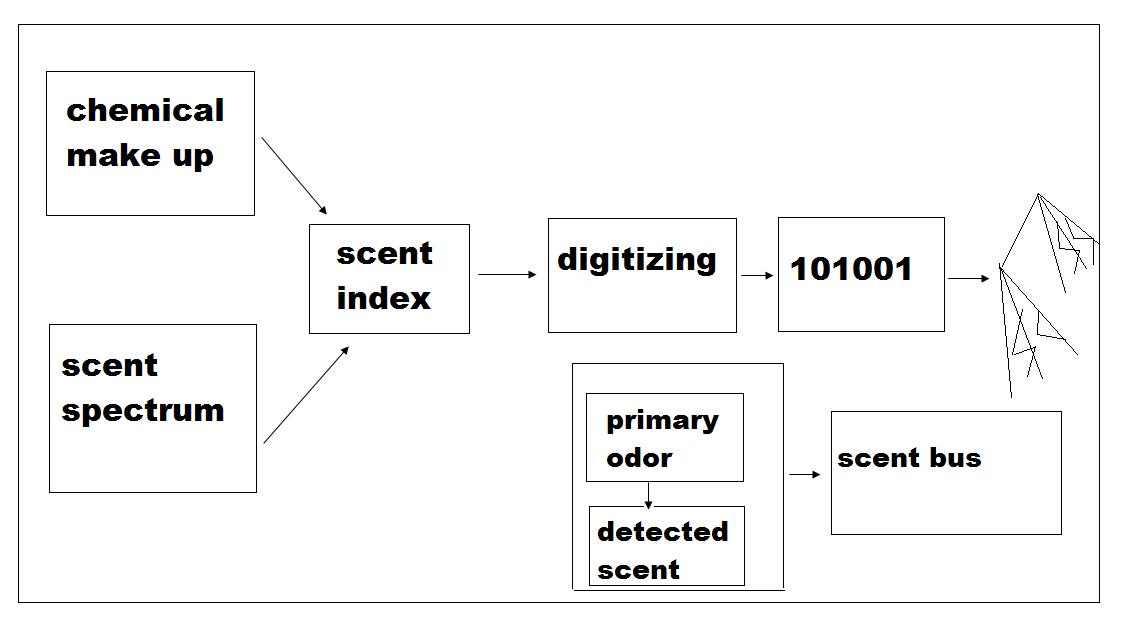 chemical
make up
scent
index
digitizing
101001
scent
spectrum
primary
odor
detected
scent
scent bus